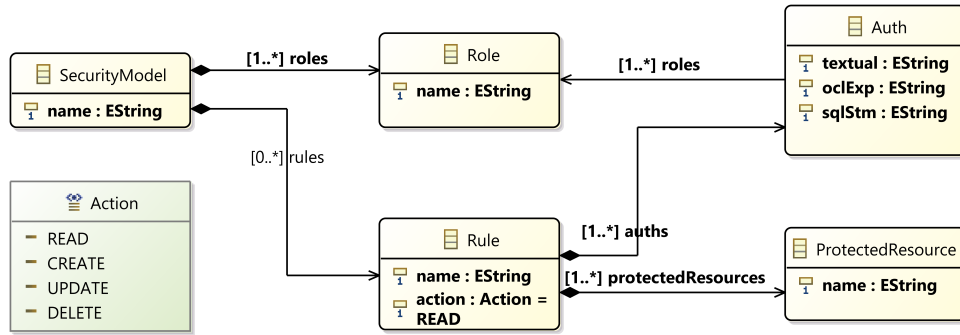 SecurityModel
name : EString
[1..*] roles
Role
name : EString
[1..*] roles
Auth
textual : EString
oclExp : EString
sqlStm : EString
[0..*] rules
Action
READ
CREATE
UPDATE
DELETE
Rule
name : EString
action : Action =
READ
[1..*] auths
[1..*] protectedResources
ProtectedResource
name : EString